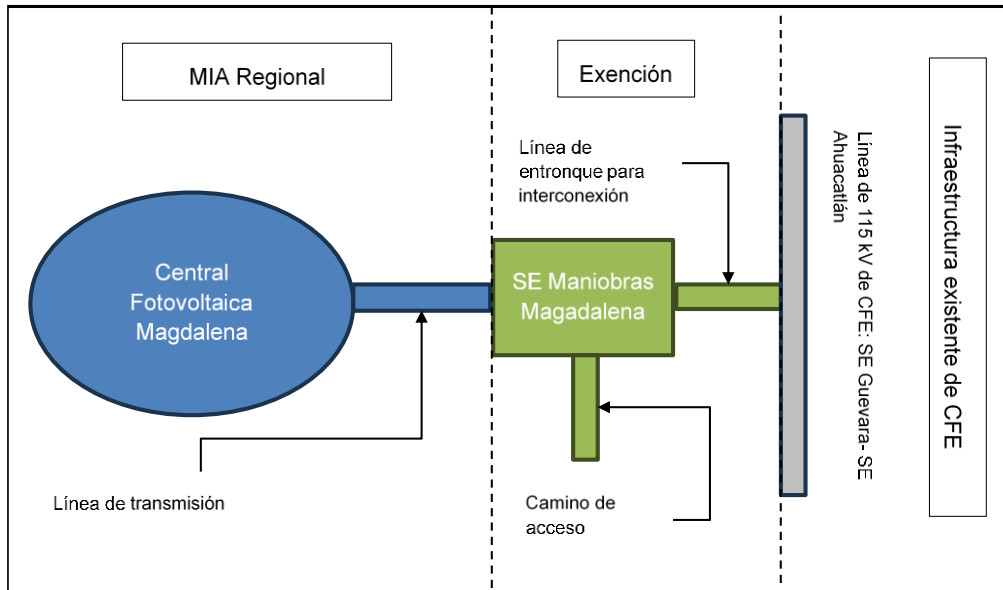 MIA Regional
Exención
Línea de
entronque para
interconexión
Central
Fotovoltaica
Magdalena
SE Maniobras
Magadalena
Línea de transmisión
Camino de
acceso
Línea de 115 kV de CFE: SE Guevara- SE
Ahuacatlán
Infraestructura existente de CFE